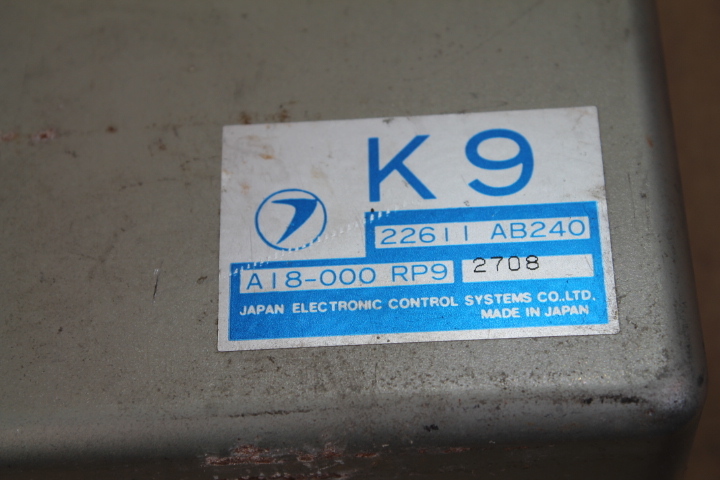 K9
22611 AB240
A18-000 RP9 2708
JAPAN ELECTRONIC CONTROL SYSTEMS CO.,LTD.
MADE IN JAPAN